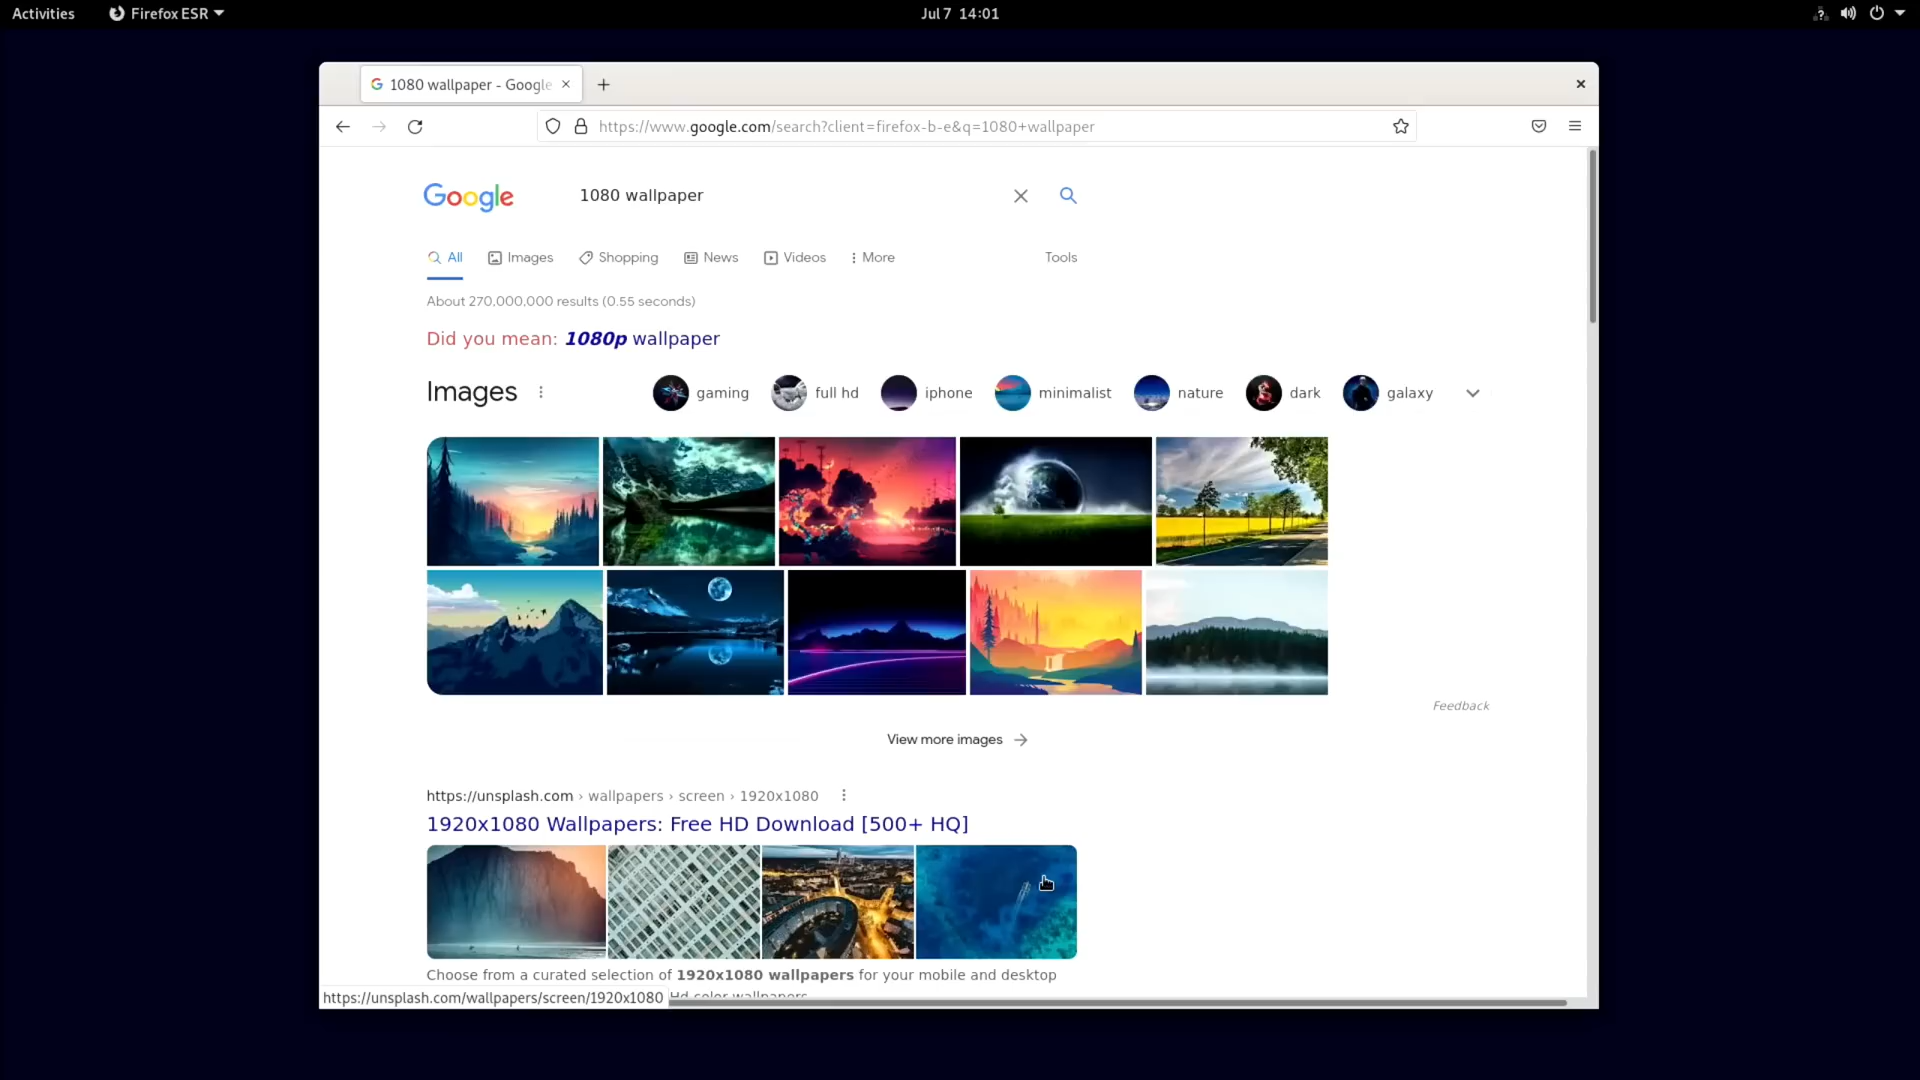 Activities
Firefox ESR
Jul 7 14:01
1080 wallpaper - Google
https://www.google.com/search?client=firefox-b-e&q=1080+wallpaper
Google
1080 wallpaper
All
Images
Shopping
News
Videos
More
Tools
About 270,000,000 results (0.55 seconds)
Did you mean: 1080p wallpaper
Images
gaming
full hd
iphone
minimalist
nature
dark
galaxy
Feedback
View more images
https://unsplash.com › wallpapers › screen › 1920x1080
1920x1080 Wallpapers: Free HD Download [500+ HQ]
Choose from a curated selection of 1920x1080 wallpapers for your mobile and desktop
https://unsplash.com/wallpapers/screen/1920x1080
Hd color wallpapers